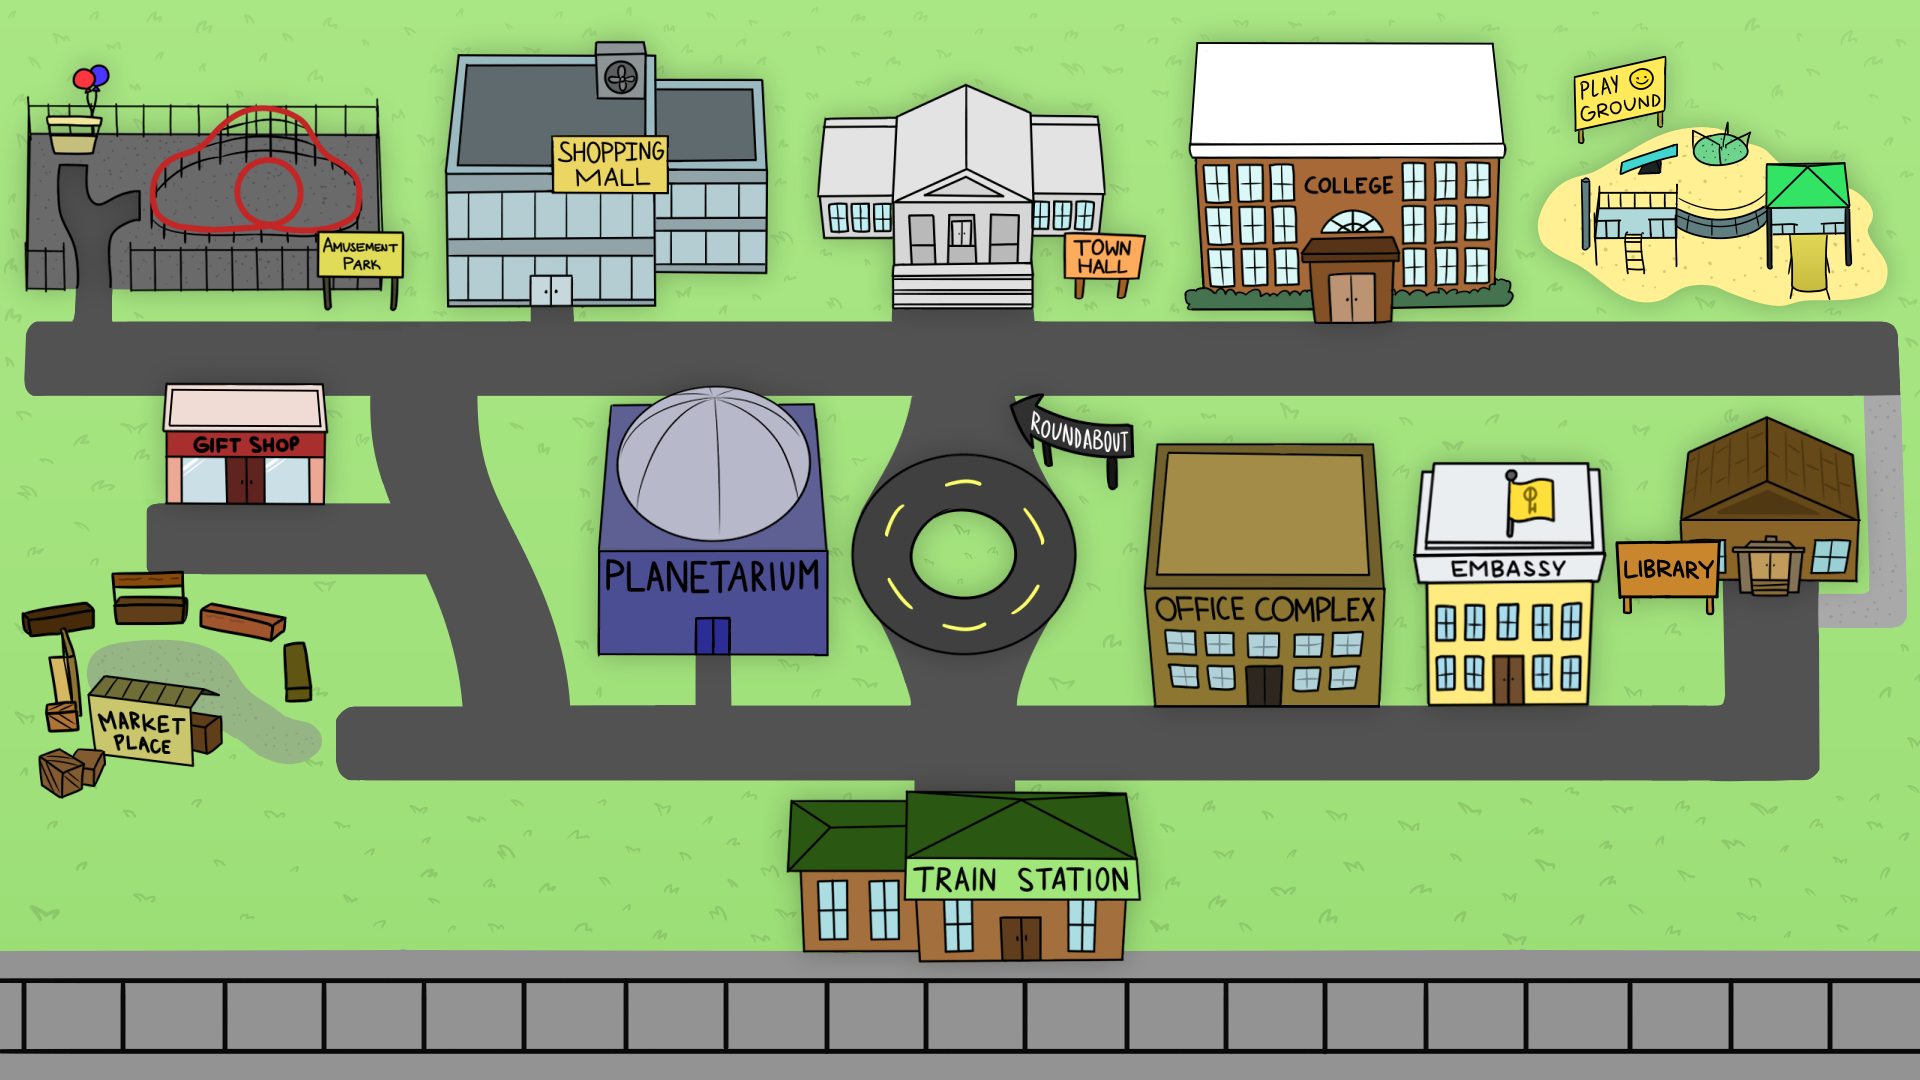 PLAY
GROUND
SHOPPING
MALL
COLLEGE
AMUSEMENT
PARK
TOWN
HALL
GIFT SHOP
ROUNDABOUT
PLANETARIUM
EMBASSY
LIBRARY
OFFICE COMPLEX
MARKET
PLACE
TRAIN STATION